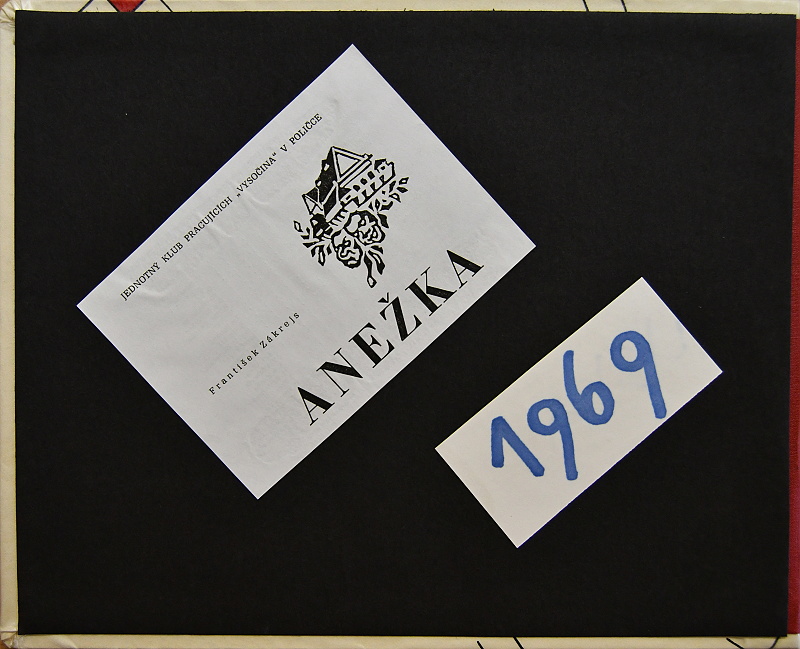 JEDNOTNÝ KLUB PRACUJÍCÍCH „VYSOČINA" V POLIČCE
František Zákrejs
ANEŽKA
1969